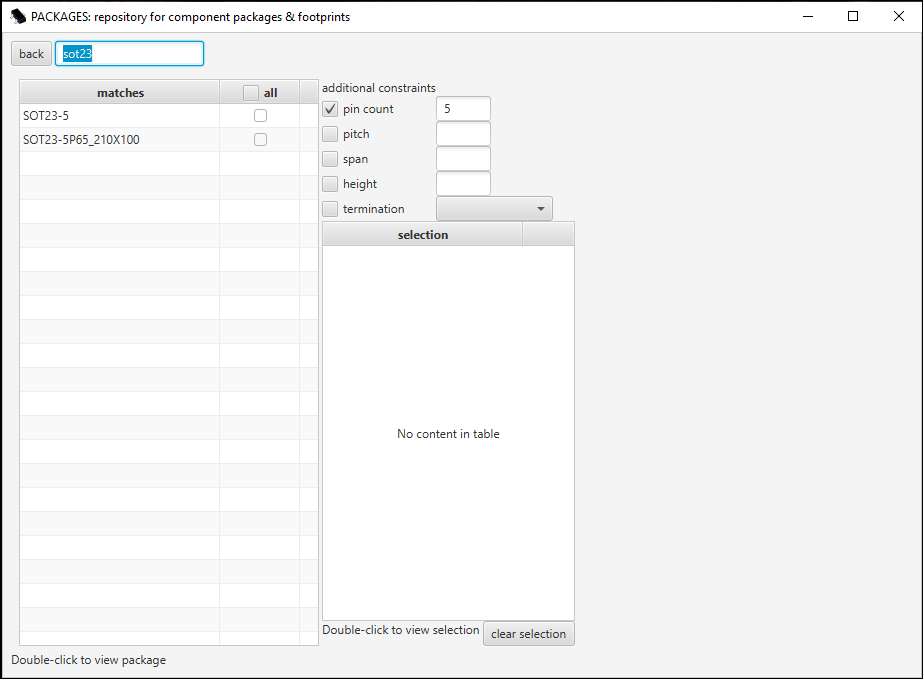 PACKAGES: repository for component packages & footprints
back sot23
matches all
SOT23-5
SOT23-5P65_210X100
additional constraints
pin count 5
pitch
span
height
termination
selection
No content in table
Double-click to view selection clear selection
Double-click to view package